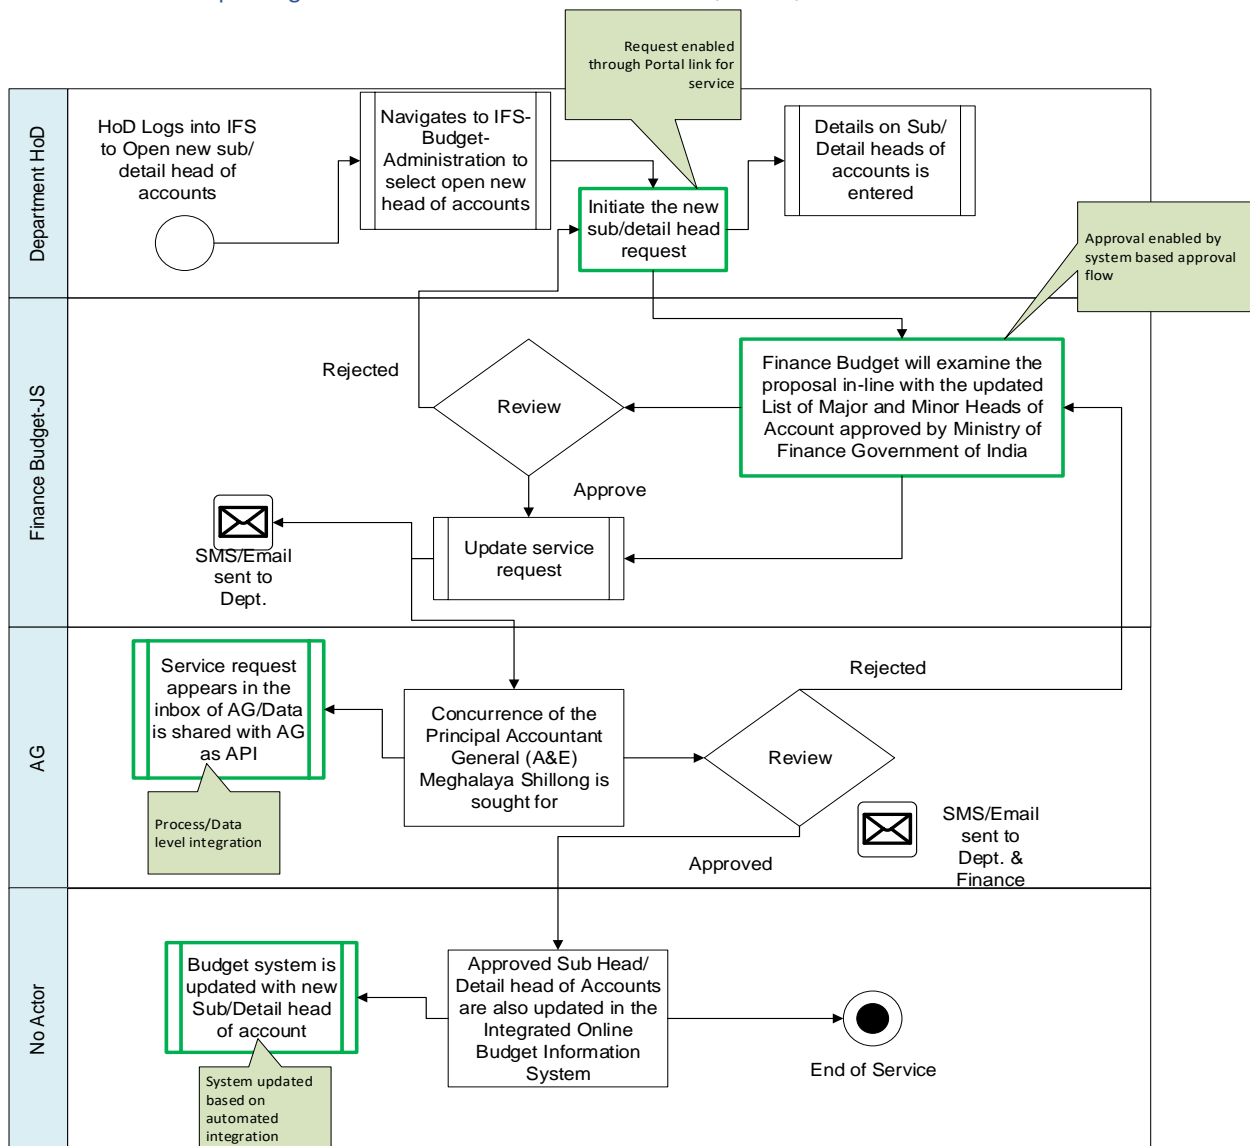 Request enabled
through Portal link for
service
Department HoD
HoD Logs into IFS
to Open new sub/
detail head of
accounts
Navigates to IFS-
Budget-
Administration to
select open new
head of accounts
Initiate the new
sub/detail head
request
Details on Sub/
Detail heads of
accounts is
entered
Approval enabled by
system based approval
flow
Finance Budget-JS
Rejected
Review
Finance Budget will examine the
proposal in-line with the updated
List of Major and Minor Heads of
Account approved by Ministry of
Finance Government of India
Approve
SMS/Email
sent to
Dept.
Update service
request
AG
Service request
appears in the
inbox of AG/Data
is shared with AG
as API
Process/Data
level integration
Concurrence of the
Principal Accountant
General (A&E)
Meghalaya Shillong is
sought for
Rejected
Review
SMS/Email
sent to
Dept. &
Finance
Approved
No Actor
Budget system is
updated with new
Sub/Detail head
of account
System updated
based on
automated
integration
Approved Sub Head/
Detail head of Accounts
are also updated in the
Integrated Online
Budget Information
System
End of Service